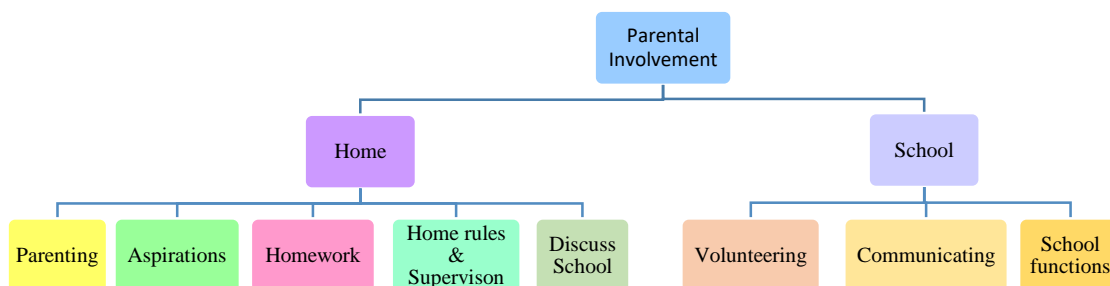 Parental
Involvement
Home
School
Parenting
Aspirations
Homework
Home rules
&
Supervison
Discuss
School
Volunteering
Communicating
School
functions